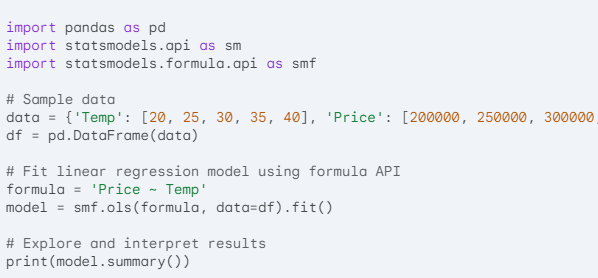 import pandas as pd
import statsmodels.api as sm
import statsmodels.formula.api as smf

# Sample data
data = {'Temp': [20, 25, 30, 35, 40], 'Price': [200000, 250000, 300000,
df = pd.DataFrame(data)

# Fit linear regression model using formula API
formula = 'Price ~ Temp'
model = smf.ols(formula, data=df).fit()

# Explore and interpret results
print(model.summary())